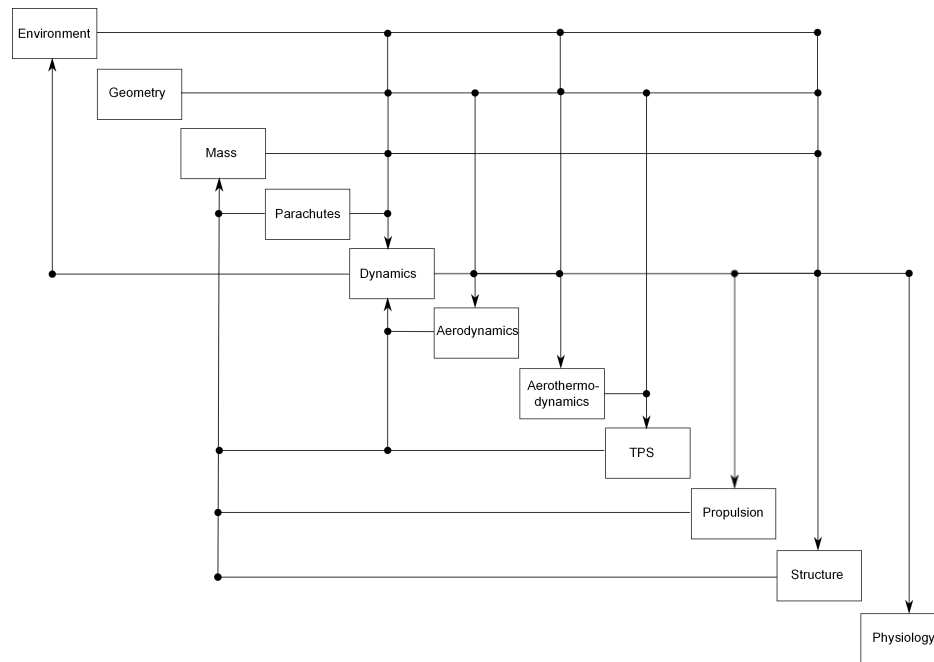 Environment
Geometry
Mass
Parachutes
Dynamics
Aerodynamics
Aerothermo-
dynamics
TPS
Propulsion
Structure
Physiology